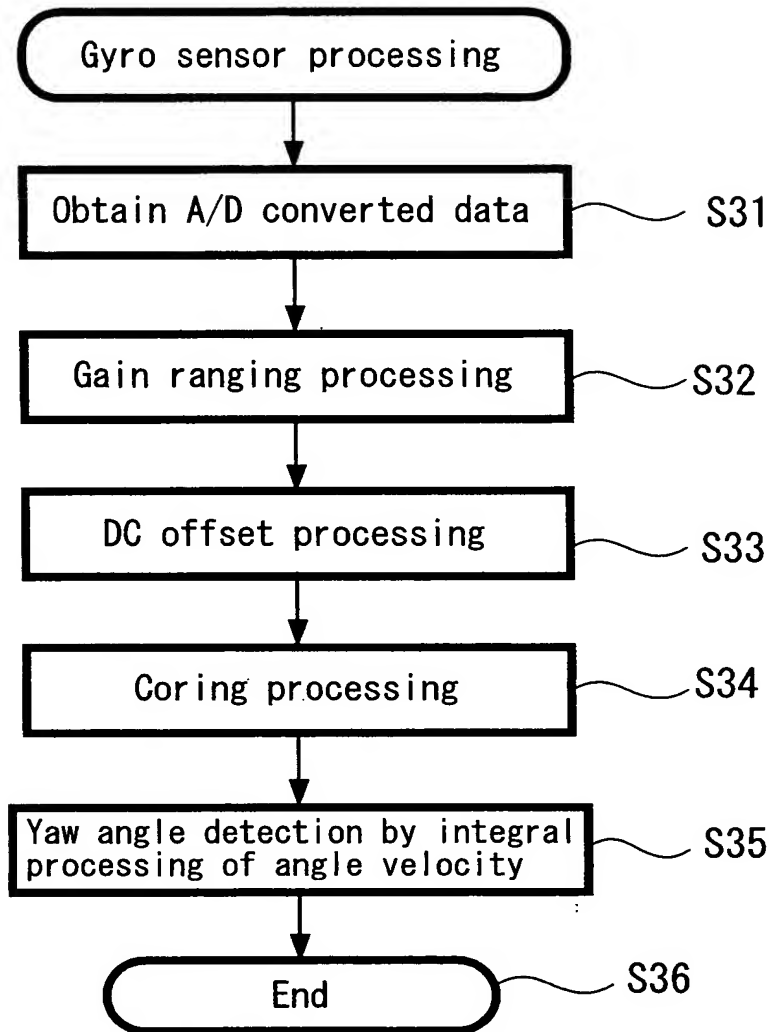 Gyro sensor processing
Obtain A/D converted data
S31
Gain ranging processing
S32
DC offset processing
S33
Coring processing
S34
Yaw angle detection by integral
processing of angle velocity
S35
End
S36